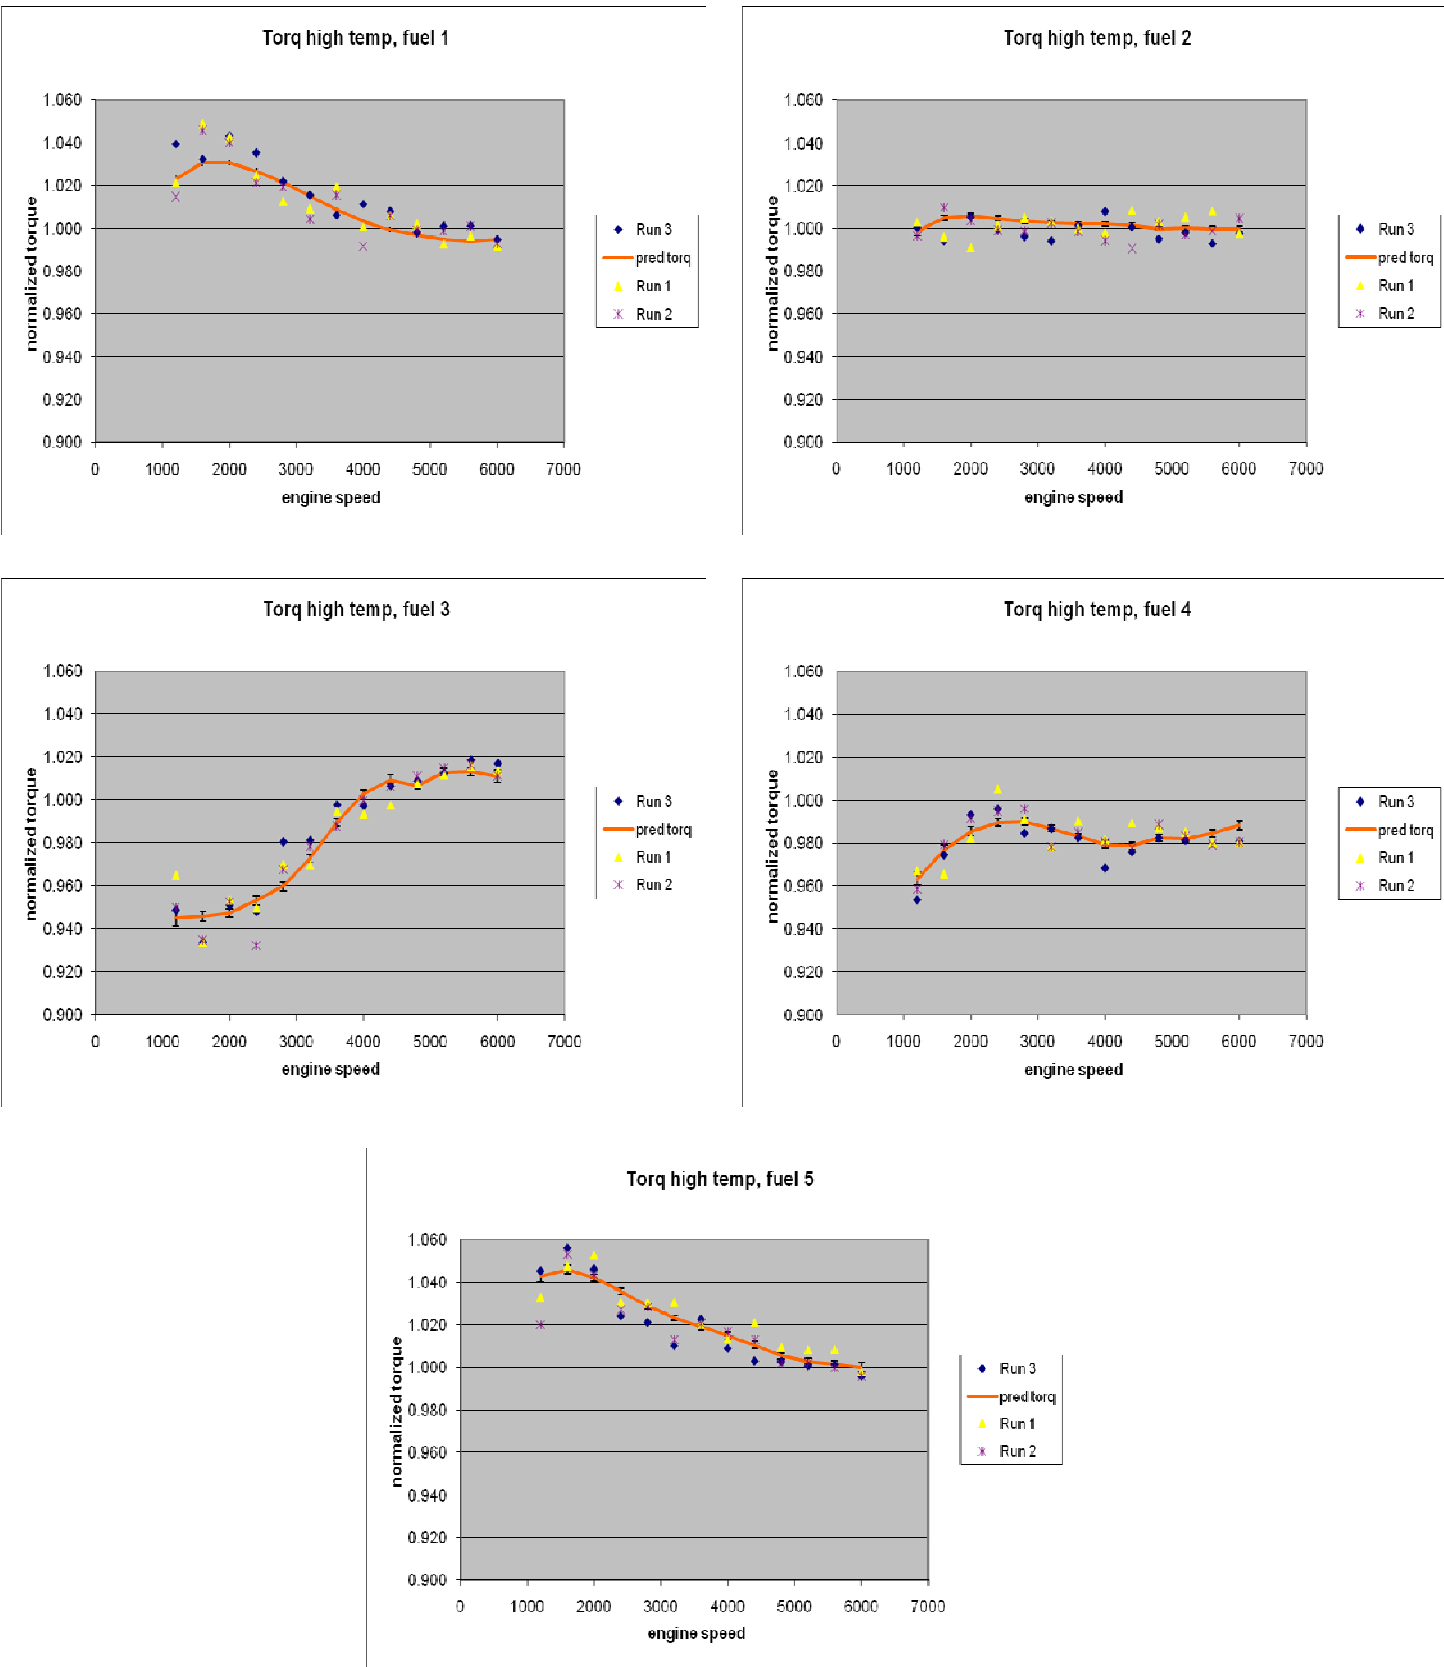 Torq high temp, fuel 1
1.060
1.040
1.020
1.000
0.980
0.960
0.940
0.920
0.900
normalized torque
0 1000 2000 3000 4000 5000 6000 7000
engine speed
Run 3
pred torq
Run 1
Run 2
Torq high temp, fuel 2
1.060
1.040
1.020
1.000
0.980
0.960
0.940
0.920
0.900
normalized torque
0 1000 2000 3000 4000 5000 6000 7000
engine speed
Run 3
pred torq
Run 1
Run 2
Torq high temp, fuel 3
1.060
1.040
1.020
1.000
0.980
0.960
0.940
0.920
0.900
normalized torque
0 1000 2000 3000 4000 5000 6000 7000
engine speed
Run 3
pred torq
Run 1
Run 2
Torq high temp, fuel 4
1.060
1.040
1.020
1.000
0.980
0.960
0.940
0.920
0.900
normalized torque
0 1000 2000 3000 4000 5000 6000 7000
engine speed
Run 3
pred torq
Run 1
Run 2
Torq high temp, fuel 5
1.060
1.040
1.020
1.000
0.980
0.960
0.940
0.920
0.900
normalized torque
0 1000 2000 3000 4000 5000 6000 7000
engine speed
Run 3
pred torq
Run 1
Run 2